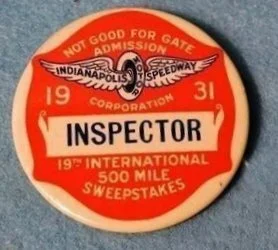 NOT GOOD FOR GATE
ADMISSION
INDIANAPOLIS SPEEDWAY
19 31
CORPORATION
INSPECTOR
19TH INTERNATIONAL
500 MILE
SWEEPSTAKES